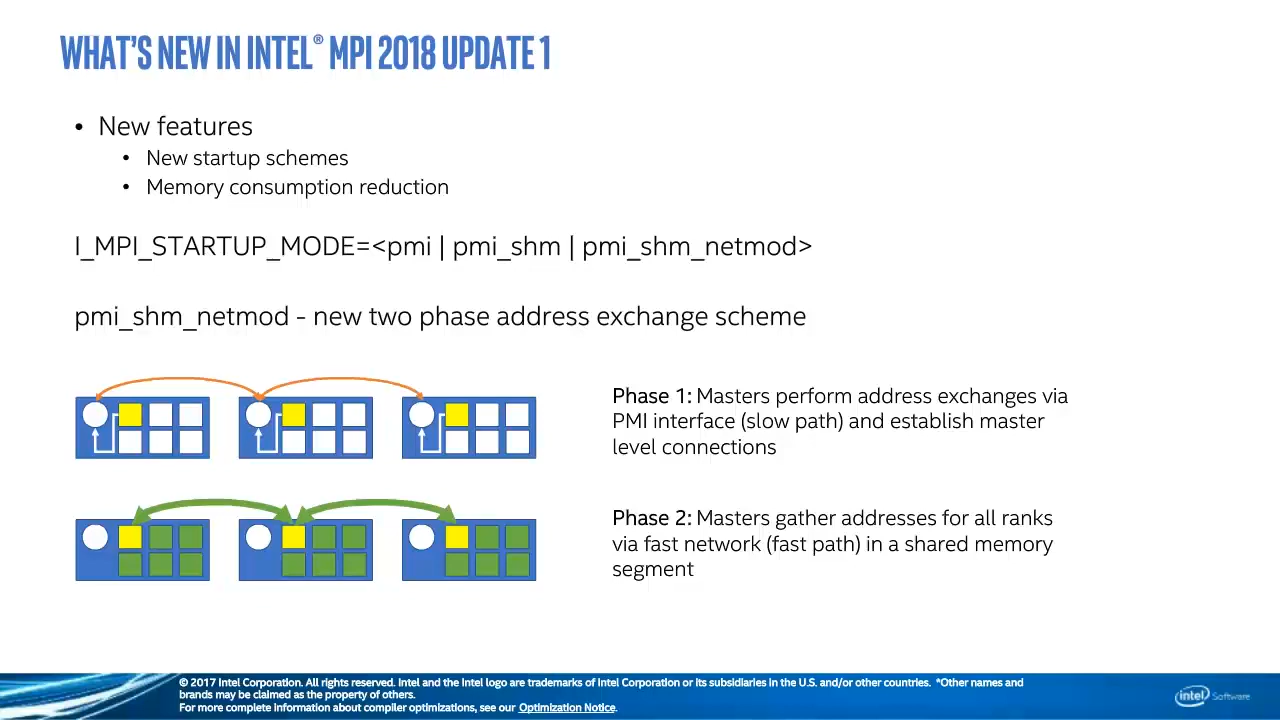 WHAT'S NEW IN INTEL® MPI 2018 UPDATE 1
• New features
• New startup schemes
• Memory consumption reduction
I_MPI_STARTUP_MODE=<pmi | pmi_shm | pmi_shm_netmod>
pmi_shm_netmod - new two phase address exchange scheme
Phase 1: Masters perform address exchanges via
PMI interface (slow path) and establish master
level connections
Phase 2: Masters gather addresses for all ranks
via fast network (fast path) in a shared memory
segment
© 2017 Intel Corporation. All rights reserved. Intel and the Intel logo are trademarks of Intel Corporation or its subsidiaries in the U.S. and/or other countries. *Other names and
brands may be claimed as the property of others.
For more complete information about compiler optimizations, see our Optimization Notice.
intel Software